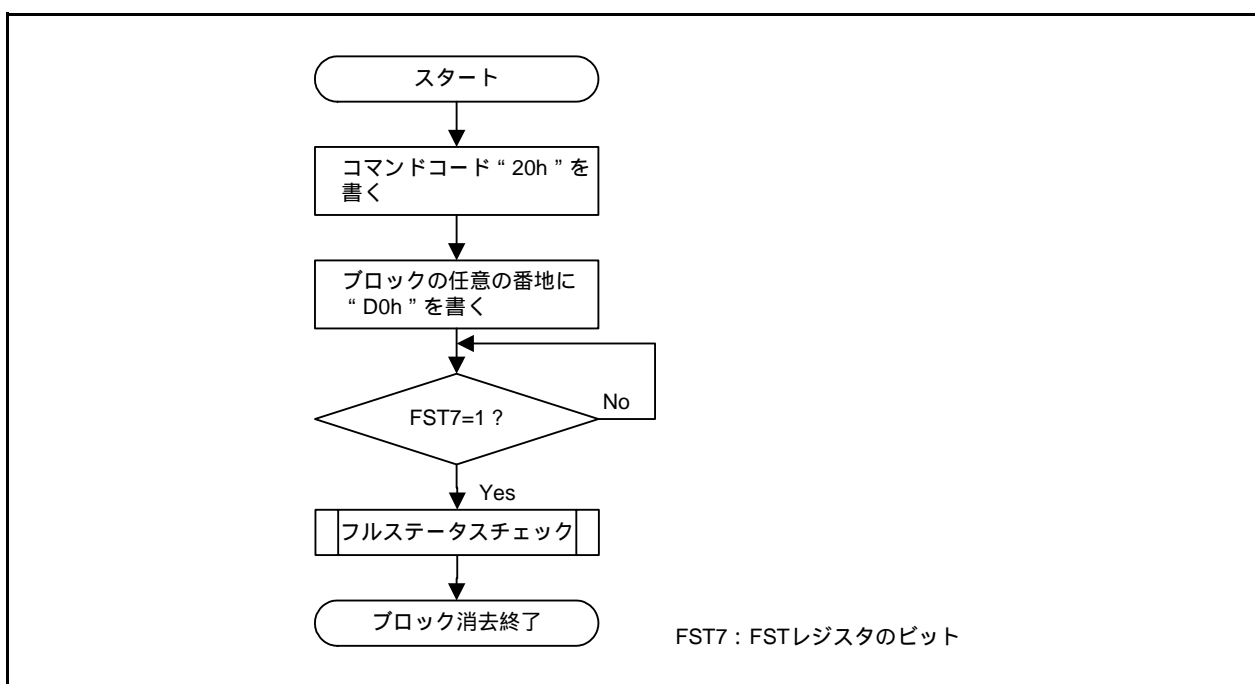 スタート
コマンドコード“20h”を
書く
ブロックの任意の番地に
“D0h”を書く
FST7=1？
No
Yes
フルステータスチェック
ブロック消去終了
FST7：FSTレジスタのビット